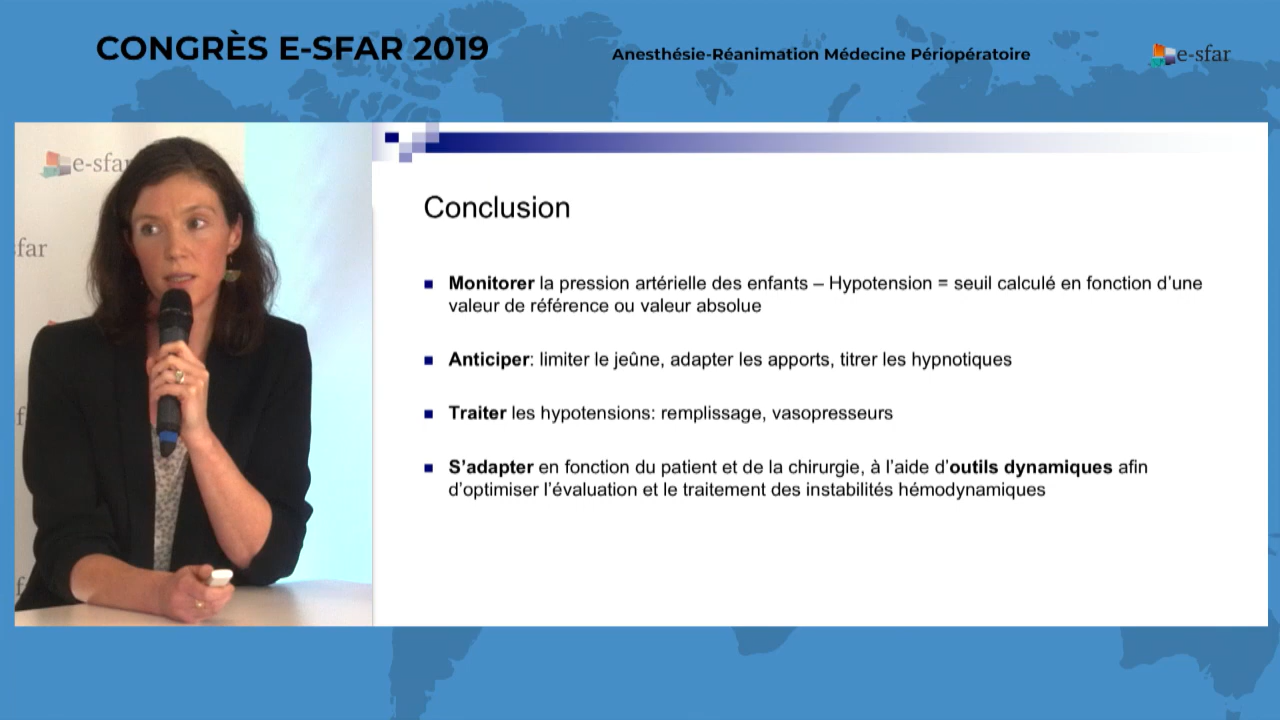 CONGRÈS E-SFAR 2019
Anesthésie-Réanimation Médecine Périopératoire
e-sfar
e-sfa
sfar
Conclusion
Monitorer la pression artérielle des enfants – Hypotension = seuil calculé en fonction d’une
valeur de référence ou valeur absolue
Anticiper: limiter le jeûne, adapter les apports, titrer les hypnotiques
Traiter les hypotensions: remplissage, vasopresseurs
S’adapter en fonction du patient et de la chirurgie, à l’aide d’outils dynamiques afin
d’optimiser l’évaluation et le traitement des instabilités hémodynamiques